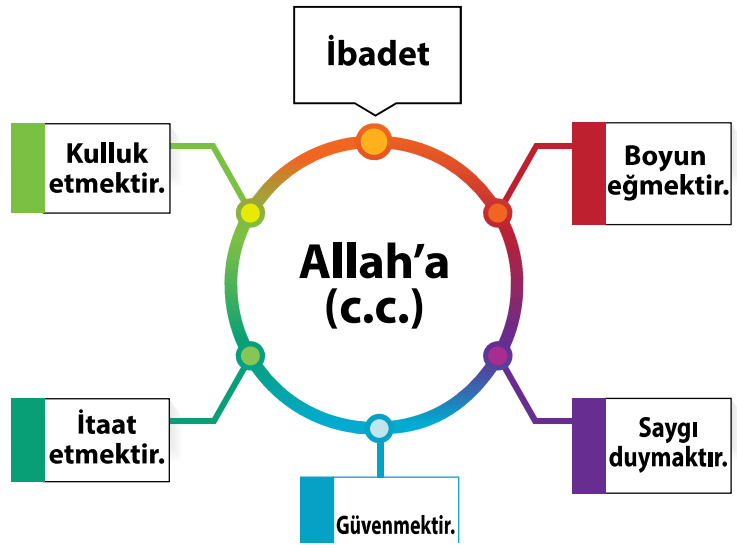 İbadet
Kulluk
etmektir.
Boyun
eğmektir.
Allah'a
(c.c.)
İtaat
etmektir.
Saygı
duymaktır.
Güvenmektir.